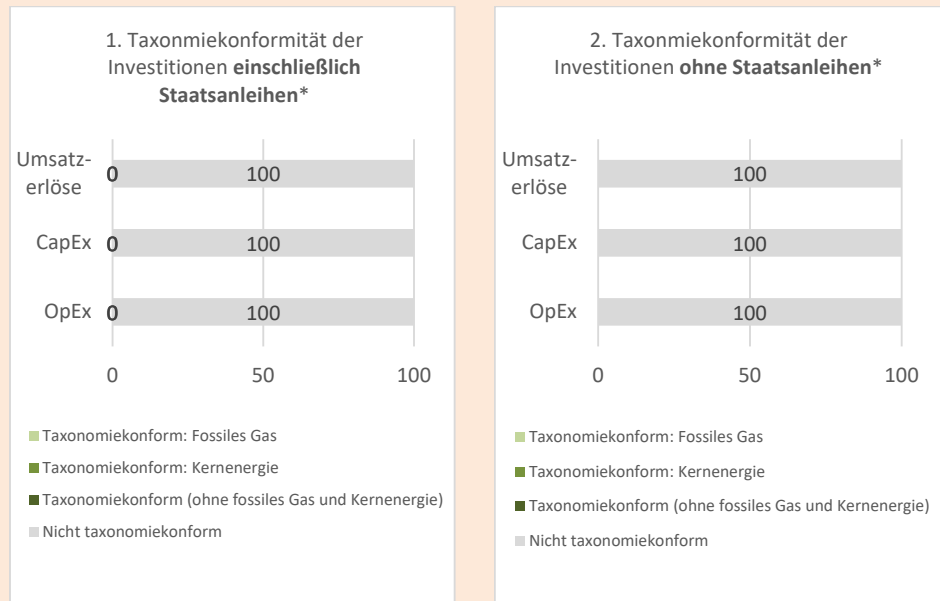 1. Taxonmiekonformität der
Investitionen einschließlich
Staatsanleihen*
Umsatz-
erlöse
0
100
CapEx
0
100
OpEx
0
100
0
50
100
Taxonomiekonform: Fossiles Gas
Taxonomiekonform: Kernenergie
Taxonomiekonform (ohne fossiles Gas und Kernenergie)
Nicht taxonomiekonform
2. Taxonmiekonformität der
Investitionen ohne Staatsanleihen*
Umsatz-
erlöse
100
CapEx
100
OpEx
100
0
50
100
Taxonomiekonform: Fossiles Gas
Taxonomiekonform: Kernenergie
Taxonomiekonform (ohne fossiles Gas und Kernenergie)
Nicht taxonomiekonform